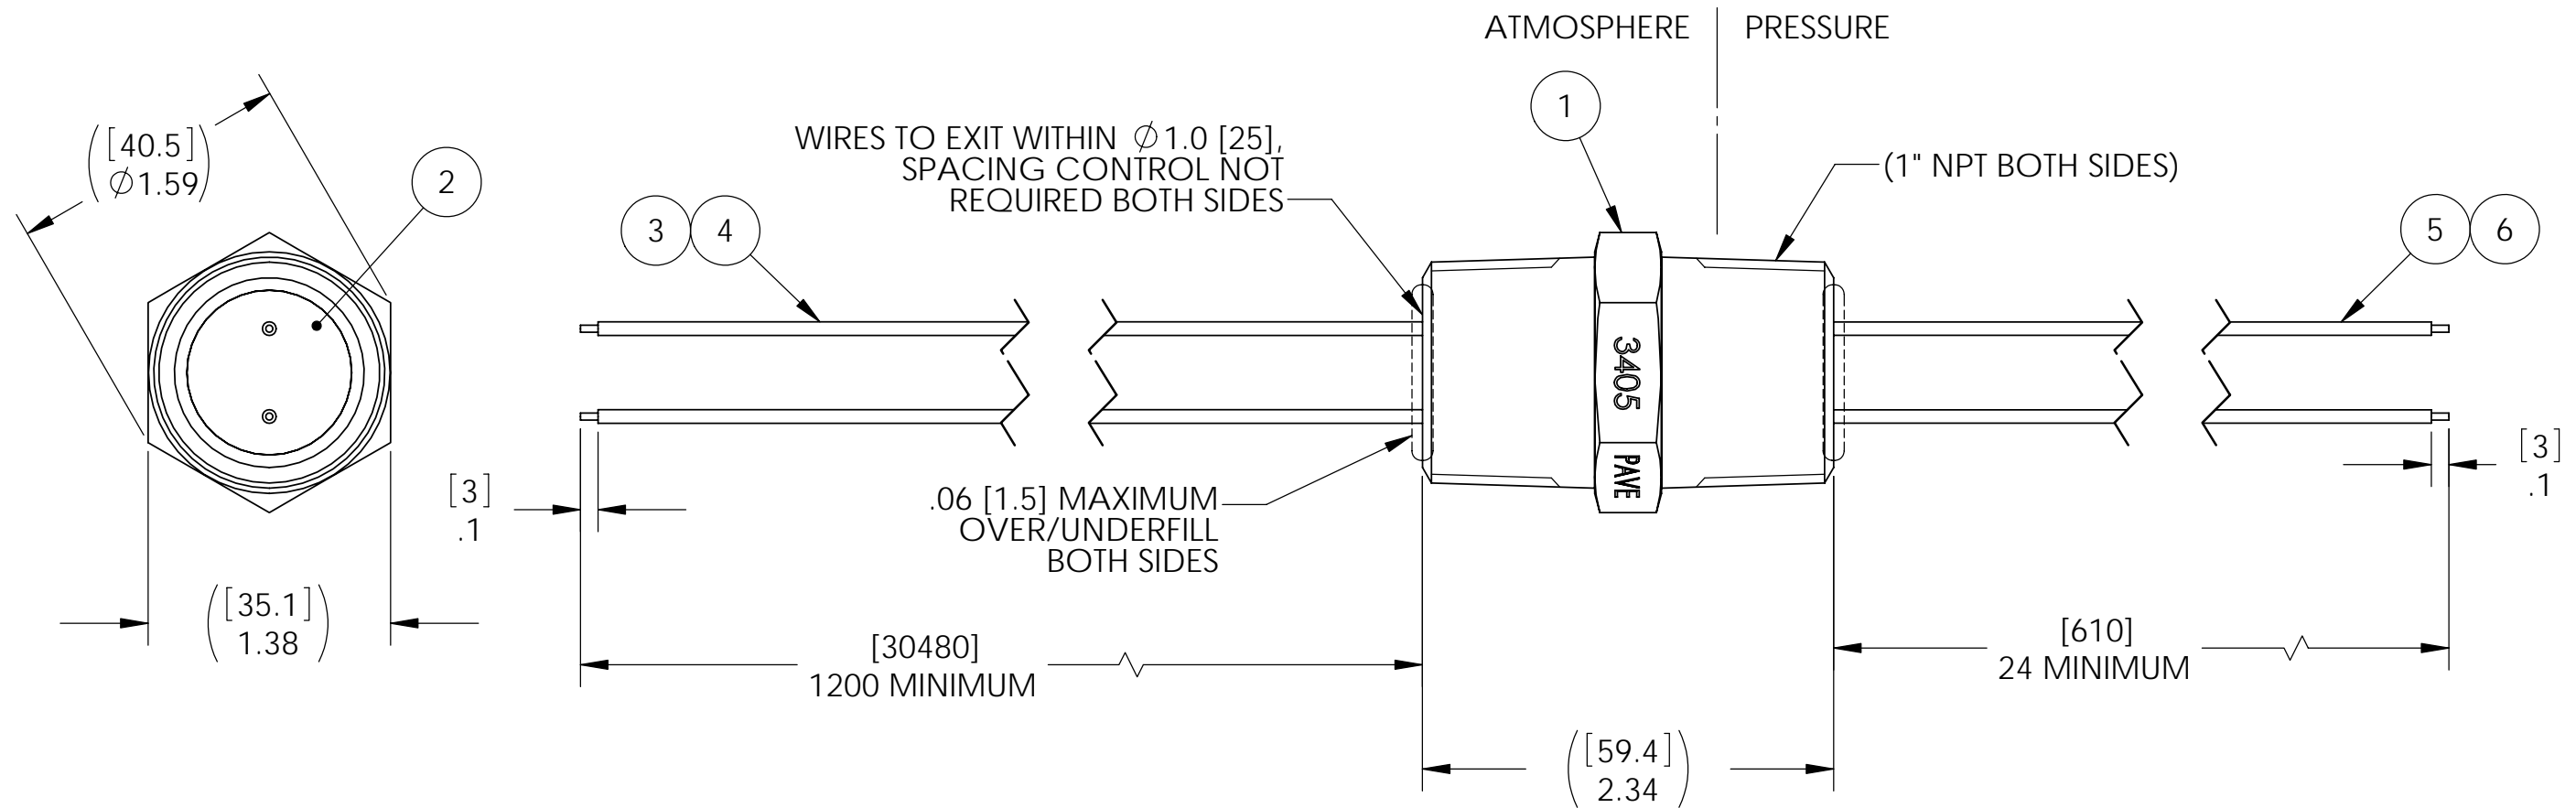 ATMOSPHERE
PRESSURE
1
WIRES TO EXIT WITHIN ∅1.0 [25],
SPACING CONTROL NOT
REQUIRED BOTH SIDES
(1" NPT BOTH SIDES)
([40.5]
∅1.59)
2
3 4
5 6
3405 PAVE
[3]
.1
.06 [1.5] MAXIMUM
OVER/UNDERFILL
BOTH SIDES
[3]
.1
([35.1]
1.38)
[30480]
1200 MINIMUM
[610]
24 MINIMUM
([59.4]
2.34)